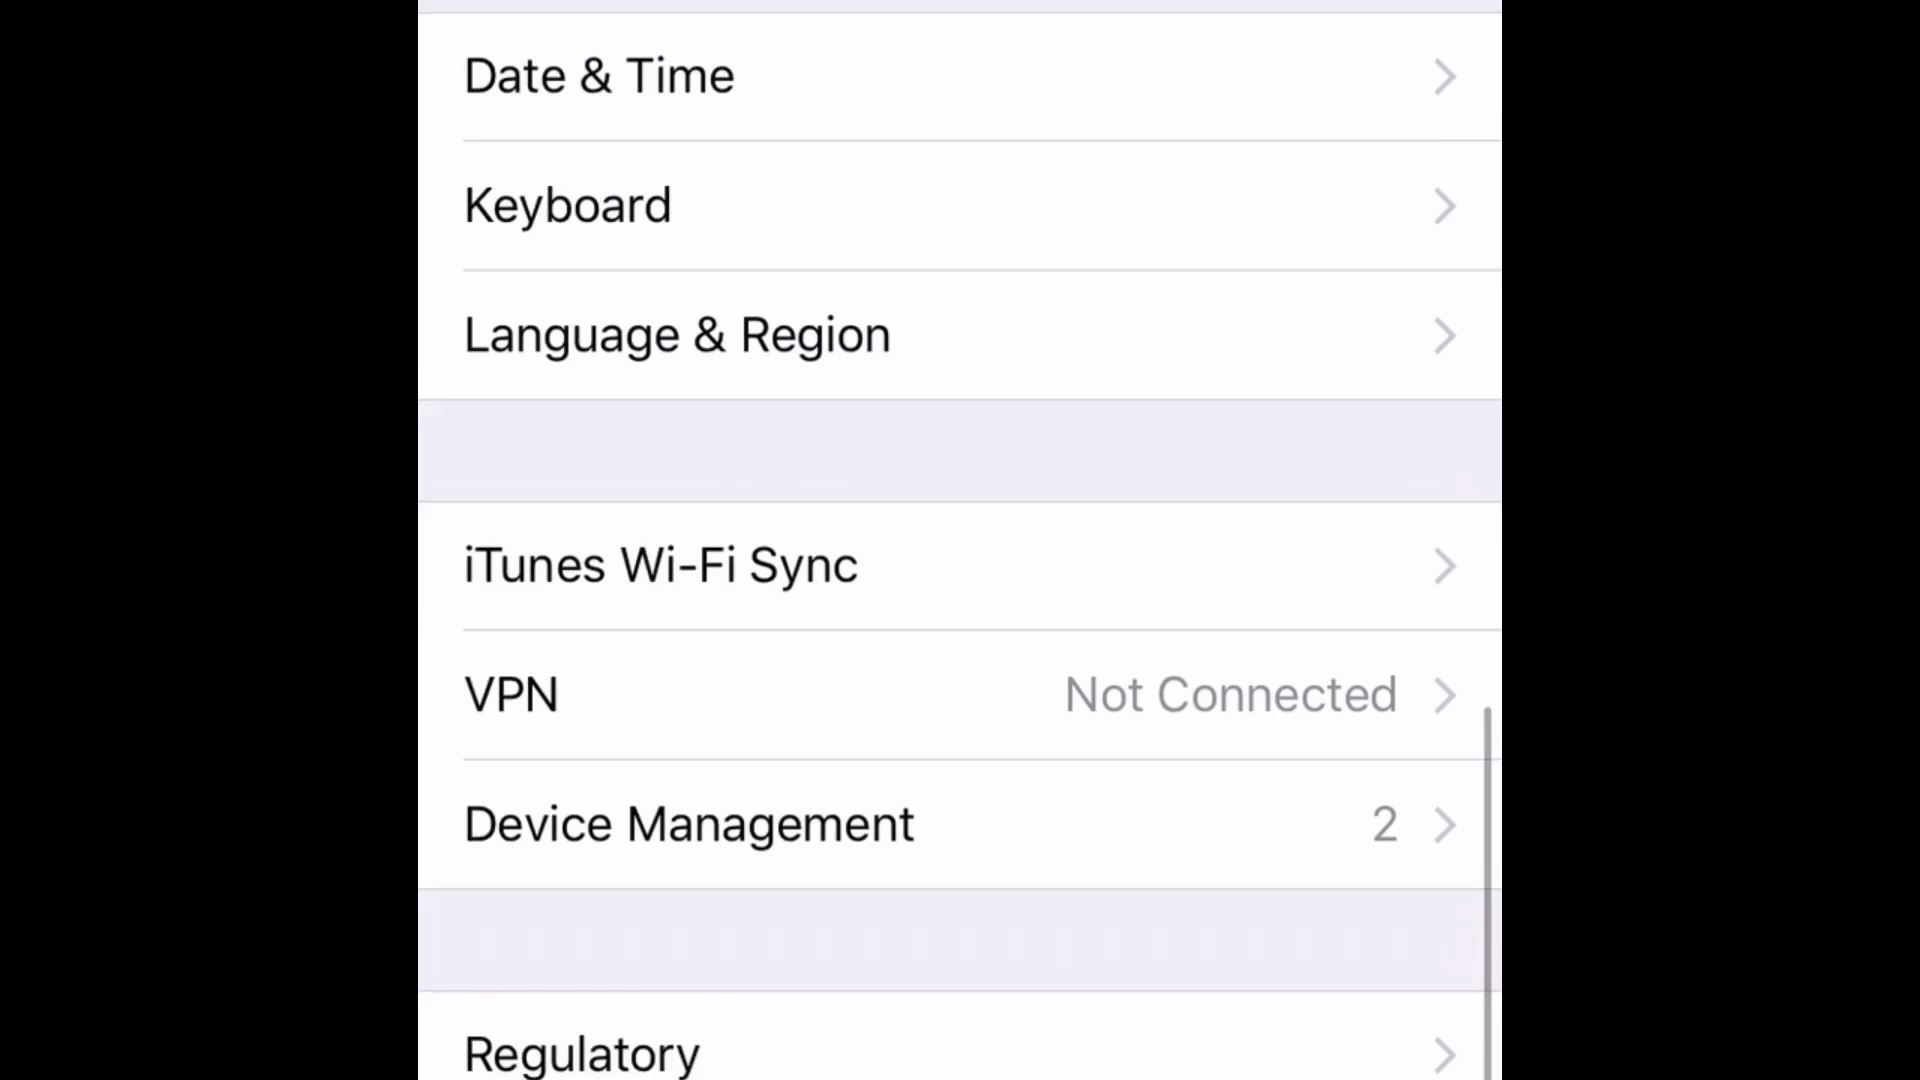 Date & Time
Keyboard
Language & Region
iTunes Wi-Fi Sync
VPN Not Connected
Device Management 2
Regulatory